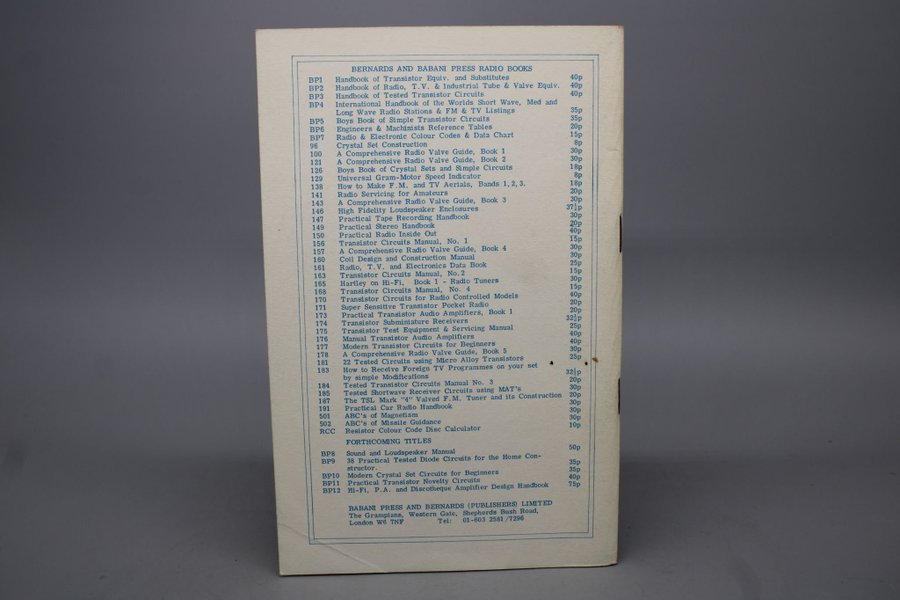 BERNARDS AND BABANI PRESS RADIO BOOKS
BP1 Handbook of Transistor Equiv. and Substitutes 40p
BP2 Handbook of Radio, T.V. & Industrial Tube & Valve Equiv. 40p
BP3 Handbook of Tested Transistor Circuits 40p
BP4 International Handbook of the Worlds Short Wave, Med and
Long Wave Radio Stations & FM & TV Listings 35p
BP5 Boys Book of Simple Transistor Circuits 35p
BP6 Engineers & Machinists Reference Tables 20p
BP7 Radio & Electronic Colour Codes & Data Chart 15p
96 Crystal Set Construction 8p
100 A Comprehensive Radio Valve Guide, Book 1 30p
121 A Comprehensive Radio Valve Guide, Book 2 30p
126 Boys Book of Crystal Sets and Simple Circuits 18p
129 Universal Gram-Motor Speed Indicator 8p
138 How to Make F.M. and TV Aerials, Bands 1, 2, 3. 18p
141 Radio Servicing for Amateurs 20p
143 A Comprehensive Radio Valve Guide, Book 3 30p
146 High Fidelity Loudspeaker Enclosures 37½p
147 Practical Tape Recording Handbook 30p
149 Practical Stereo Handbook 20p
150 Practical Radio Inside Out 40p
156 Transistor Circuits Manual, No. 1 15p
157 A Comprehensive Radio Valve Guide, Book 4 30p
160 Coil Design and Construction Manual 30p
161 Radio, T.V. and Electronics Data Book 25p
163 Transistor Circuits Manual, No. 2 15p
165 Hartley on Hi-Fi, Book 1 - Radio Tuners 30p
168 Transistor Circuits Manual, No. 4 15p
170 Transistor Circuits for Radio Controlled Models 40p
171 Super Sensitive Transistor Pocket Radio 20p
173 Practical Transistor Audio Amplifiers, Book 1 20p
174 Transistor Subminiature Receivers 32½p
175 Transistor Test Equipment & Servicing Manual 25p
176 Manual Transistor Audio Amplifiers 40p
177 Modern Transistor Circuits for Beginners 40p
178 A Comprehensive Radio Valve Guide, Book 5 30p
181 22 Tested Circuits using Micro Alloy Transistors 25p
183 How to Receive Foreign TV Programmes on your set
by simple Modifications 32½p
184 Tested Transistor Circuits Manual No. 3 20p
185 Tested Shortwave Receiver Circuits using MAT's 30p
187 The TSL Mark "4" Valved F.M. Tuner and its Construction 20p
191 Practical Car Radio Handbook 30p
501 ABC's of Magnetism 30p
502 ABC's of Missile Guidance 30p
RCC Resistor Colour Code Disc Calculator 10p
FORTHCOMING TITLES
BP8 Sound and Loudspeaker Manual 50p
BP9 38 Practical Tested Diode Circuits for the Home Con-
structor. 35p
BP10 Modern Crystal Set Circuits for Beginners 35p
BP11 Practical Transistor Novelty Circuits 40p
BP12 Hi-Fi, P.A. and Discotheque Amplifier Design Handbook 75p
BABANI PRESS AND BERNARDS (PUBLISHERS) LIMITED
The Grampians, Western Gate, Shepherds Bush Road,
London W6 7NF Tel: 01-603 2581/7296